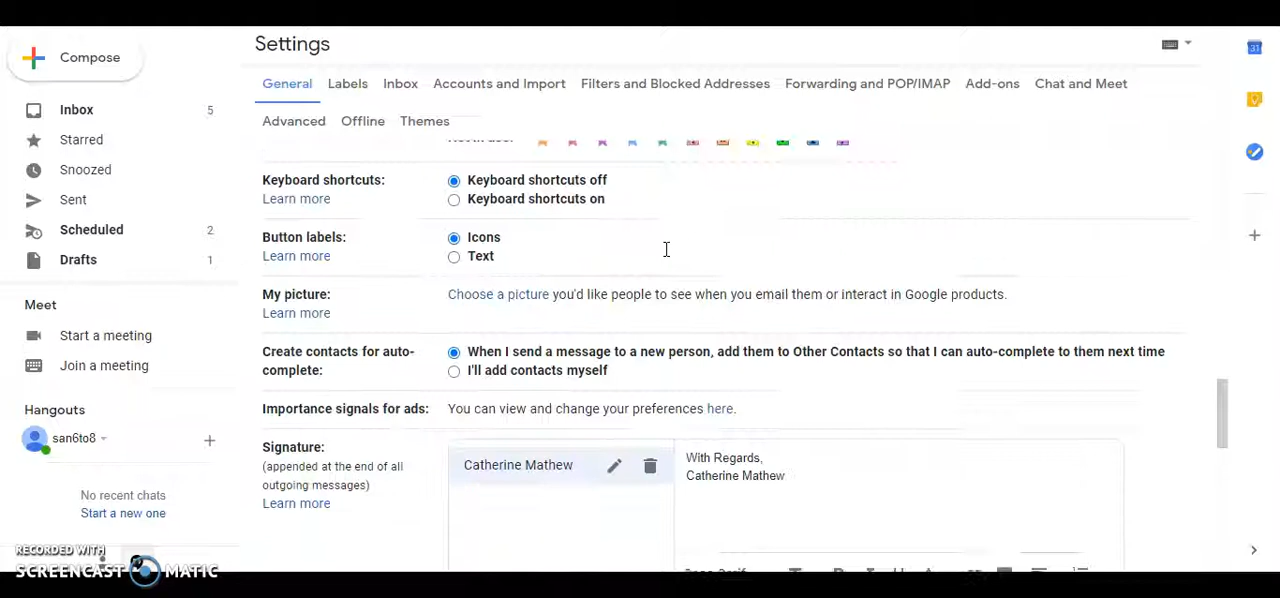 Compose
Settings
General Labels Inbox Accounts and Import Filters and Blocked Addresses Forwarding and POP/IMAP Add-ons Chat and Meet
Advanced Offline Themes
Inbox 5
Starred
Snoozed
Sent
Scheduled 2
Drafts 1
Meet
Start a meeting
Join a meeting
Hangouts
san6to8
No recent chats
Start a new one
Keyboard shortcuts:
Learn more
Keyboard shortcuts off
Keyboard shortcuts on
Button labels:
Learn more
Icons
Text
My picture:
Learn more
Choose a picture you'd like people to see when you email them or interact in Google products.
Create contacts for auto-
complete:
When I send a message to a new person, add them to Other Contacts so that I can auto-complete to them next time
I'll add contacts myself
Importance signals for ads:
You can view and change your preferences here.
Signature:
(appended at the end of all
outgoing messages)
Learn more
Catherine Mathew
With Regards,
Catherine Mathew
31
RECORDED WITH
SCREENCAST MATIC